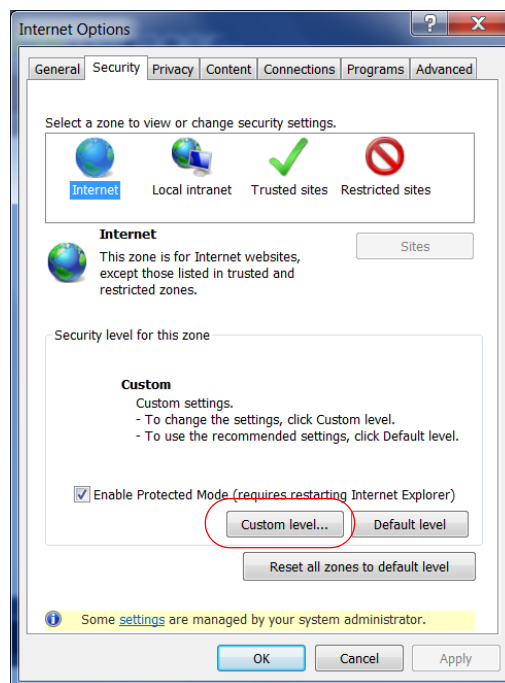 Internet Options
General Security Privacy Content Connections Programs Advanced
Select a zone to view or change security settings.
Internet Local intranet Trusted sites Restricted sites
Internet
Sites
This zone is for Internet websites,
except those listed in trusted and
restricted zones.
Security level for this zone
Custom
Custom settings.
- To change the settings, click Custom level.
- To use the recommended settings, click Default level.
Enable Protected Mode (requires restarting Internet Explorer)
Custom level... Default level
Reset all zones to default level
Some settings are managed by your system administrator.
OK Cancel Apply